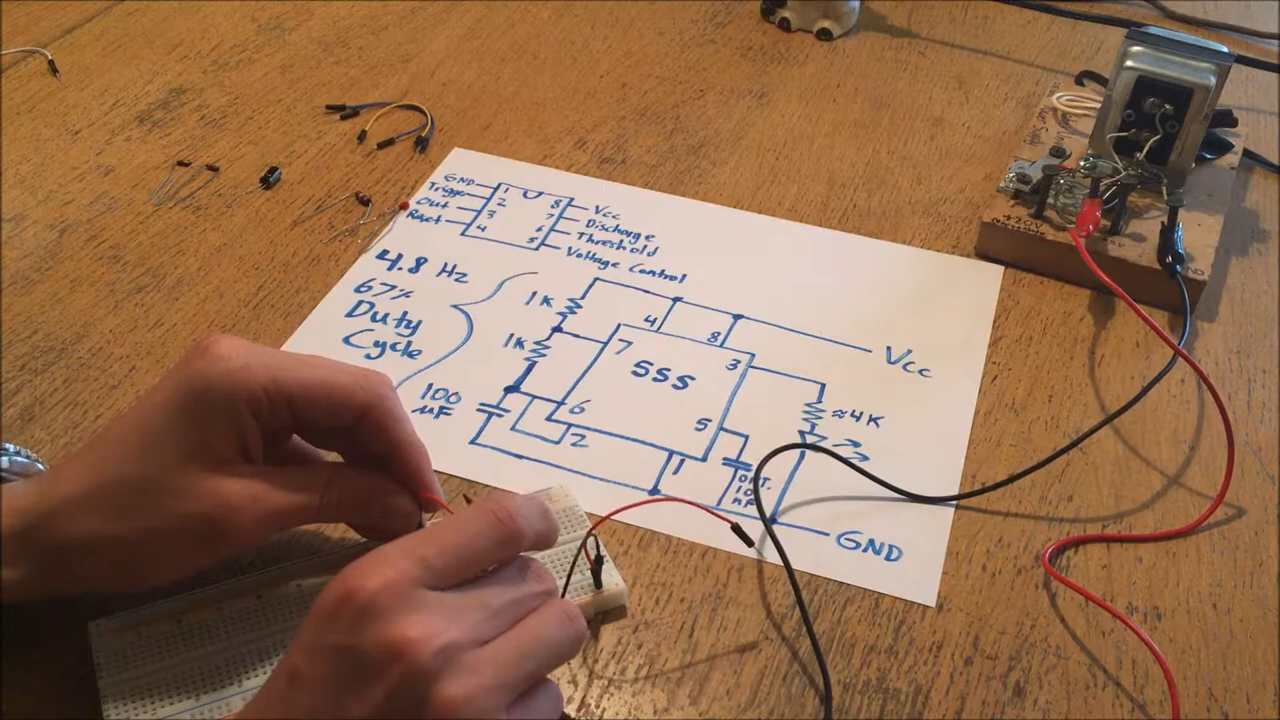 GND
Trigger
Out
Reset
1
2
3
4
8
7
6
5
Vcc
Discharge
Threshold
Voltage Control
4.8 Hz
67%
Duty
Cycle
1K
1K
100
µF
4
8
7
3
555
6
2
5
1
Vcc
≈4K
OPT.
10
nF
GND